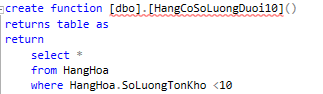 create function [dbo].[HangCoSoLuongDuoi10]()
returns table as
return
select *
from HangHoa
where HangHoa.SoLuongTonKho <10